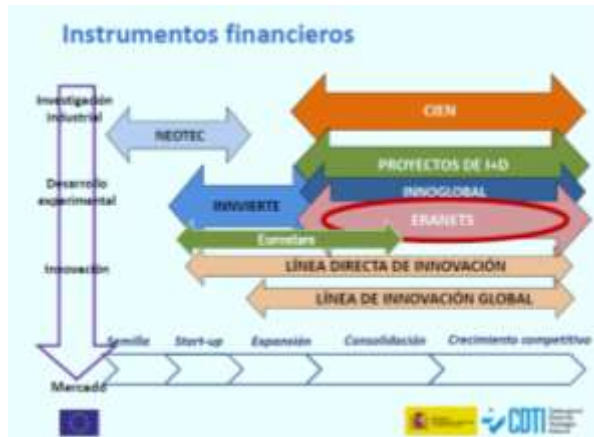 Instrumentos financieros
Investigación
industrial
CIEN
NEOTEC
PROYECTOS DE I+D
Desarrollo
experimental
INNOGLOBAL
INNVIERTE
ERANETS
Eurostars
Innovación
LÍNEA DIRECTA DE INNOVACIÓN
LÍNEA DE INNOVACIÓN GLOBAL
Semilla Start-up Expansión Consolidación Crecimiento competitivo
Mercado
CDTI